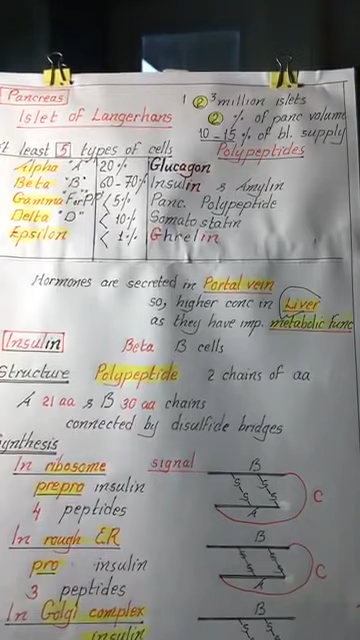 Pancreas
Islet of Langerhans
1 2 3 million islets
2 % of panc volume
10-15% of bl. supply
t least 5 types of cells
Polypeptides
Alpha "A" 20% Glucagon
Beta "B" 60-70% Insulin & Amylin
Gamma "F or PP" < 5% Panc. Polypeptide
Delta "D" < 10% Somatostatin
Epsilon < 1% Ghrelin
Hormones are secreted in Portal vein
so, higher conc in Liver
as they have imp. metabolic func
Insulin Beta B cells
Structure Polypeptide 2 chains of aa
A 21 aa & B 30 aa chains
connected by disulfide bridges
Synthesis
In ribosome signal B
prepro insulin S-S S-S C
4 peptides A
In rough ER B
pro insulin C
3 peptides A
In Golgi complex B
insulin